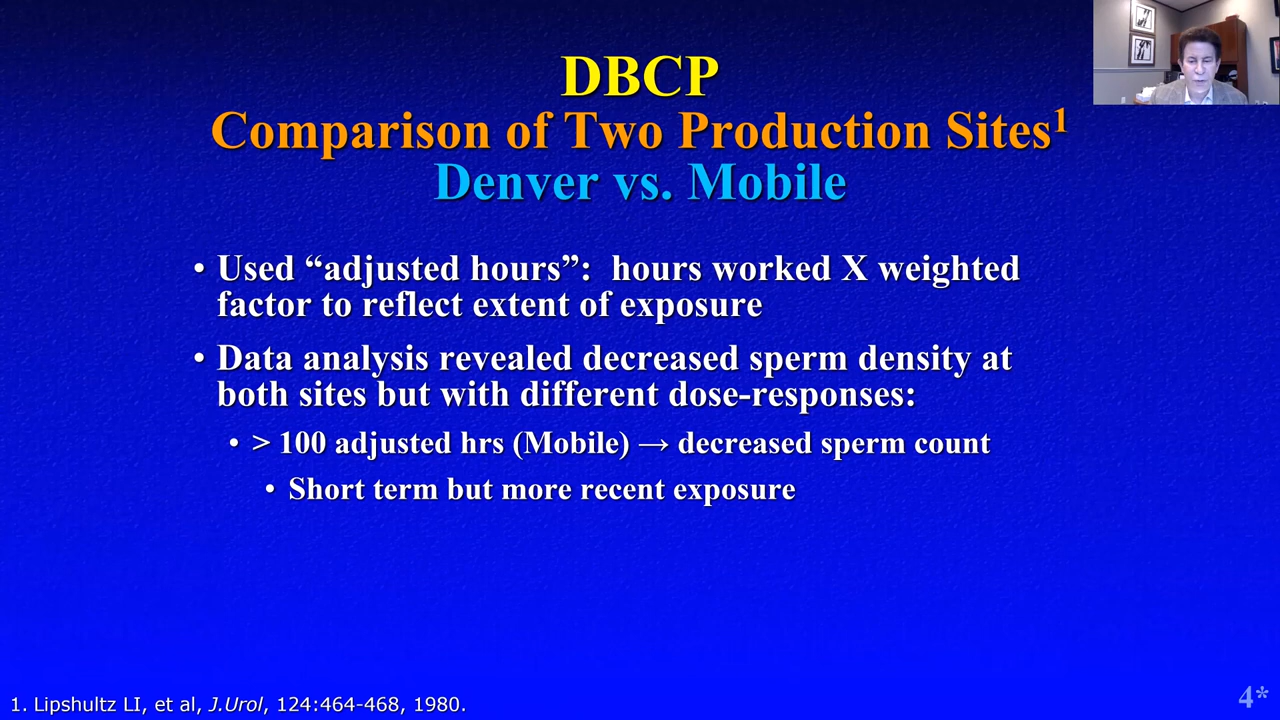 DBCP
Comparison of Two Production Sites¹
Denver vs. Mobile
• Used “adjusted hours”:  hours worked X weighted
factor to reflect extent of exposure
• Data analysis revealed decreased sperm density at
both sites but with different dose-responses:
• > 100 adjusted hrs (Mobile) → decreased sperm count
• Short term but more recent exposure
1. Lipshultz LI, et al, J.Urol, 124:464-468, 1980.
4*